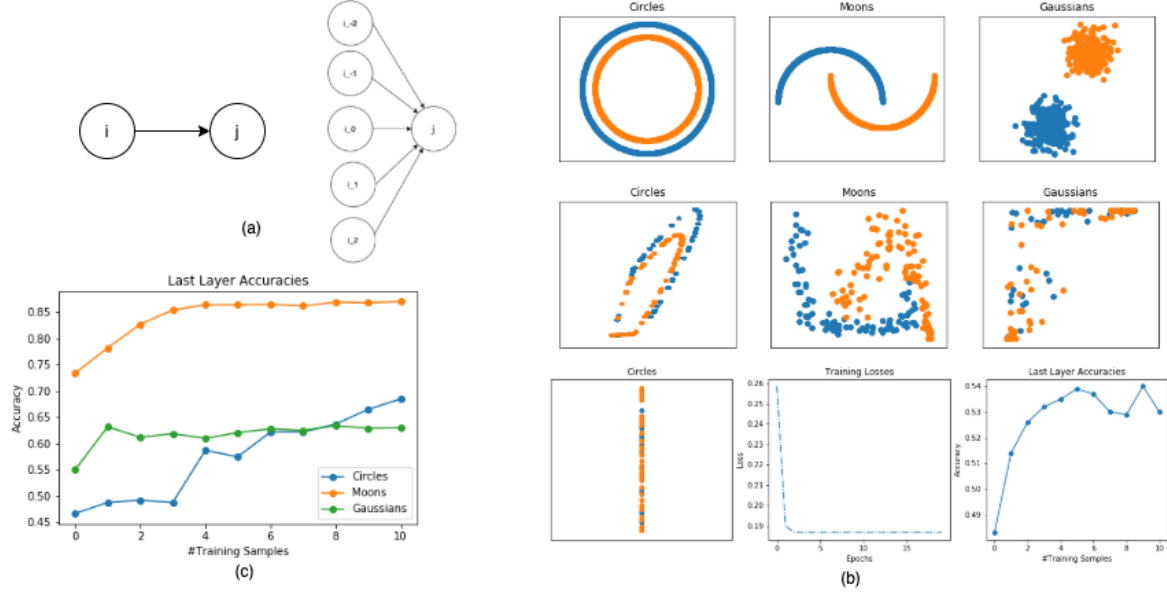 i
j
i_-2
i_-1
i_0
i_1
i_2
j
(a)
Last Layer Accuracies
0.85
0.80
0.75
0.70
0.65
0.60
0.55
0.50
0.45
Accuracy
Circles
Moons
Gaussians
0 2 4 6 8 10
#Training Samples
(c)
Circles Moons Gaussians
Circles Moons Gaussians
Circles
Training Losses
0.26
0.25
0.24
0.23
0.22
0.21
0.20
0.19
Loss
0 5 10 15
Epochs
Last Layer Accuracies
0.54
0.53
0.52
0.51
0.50
0.49
Accuracy
0 2 4 6 8 10
#Training Samples
(b)